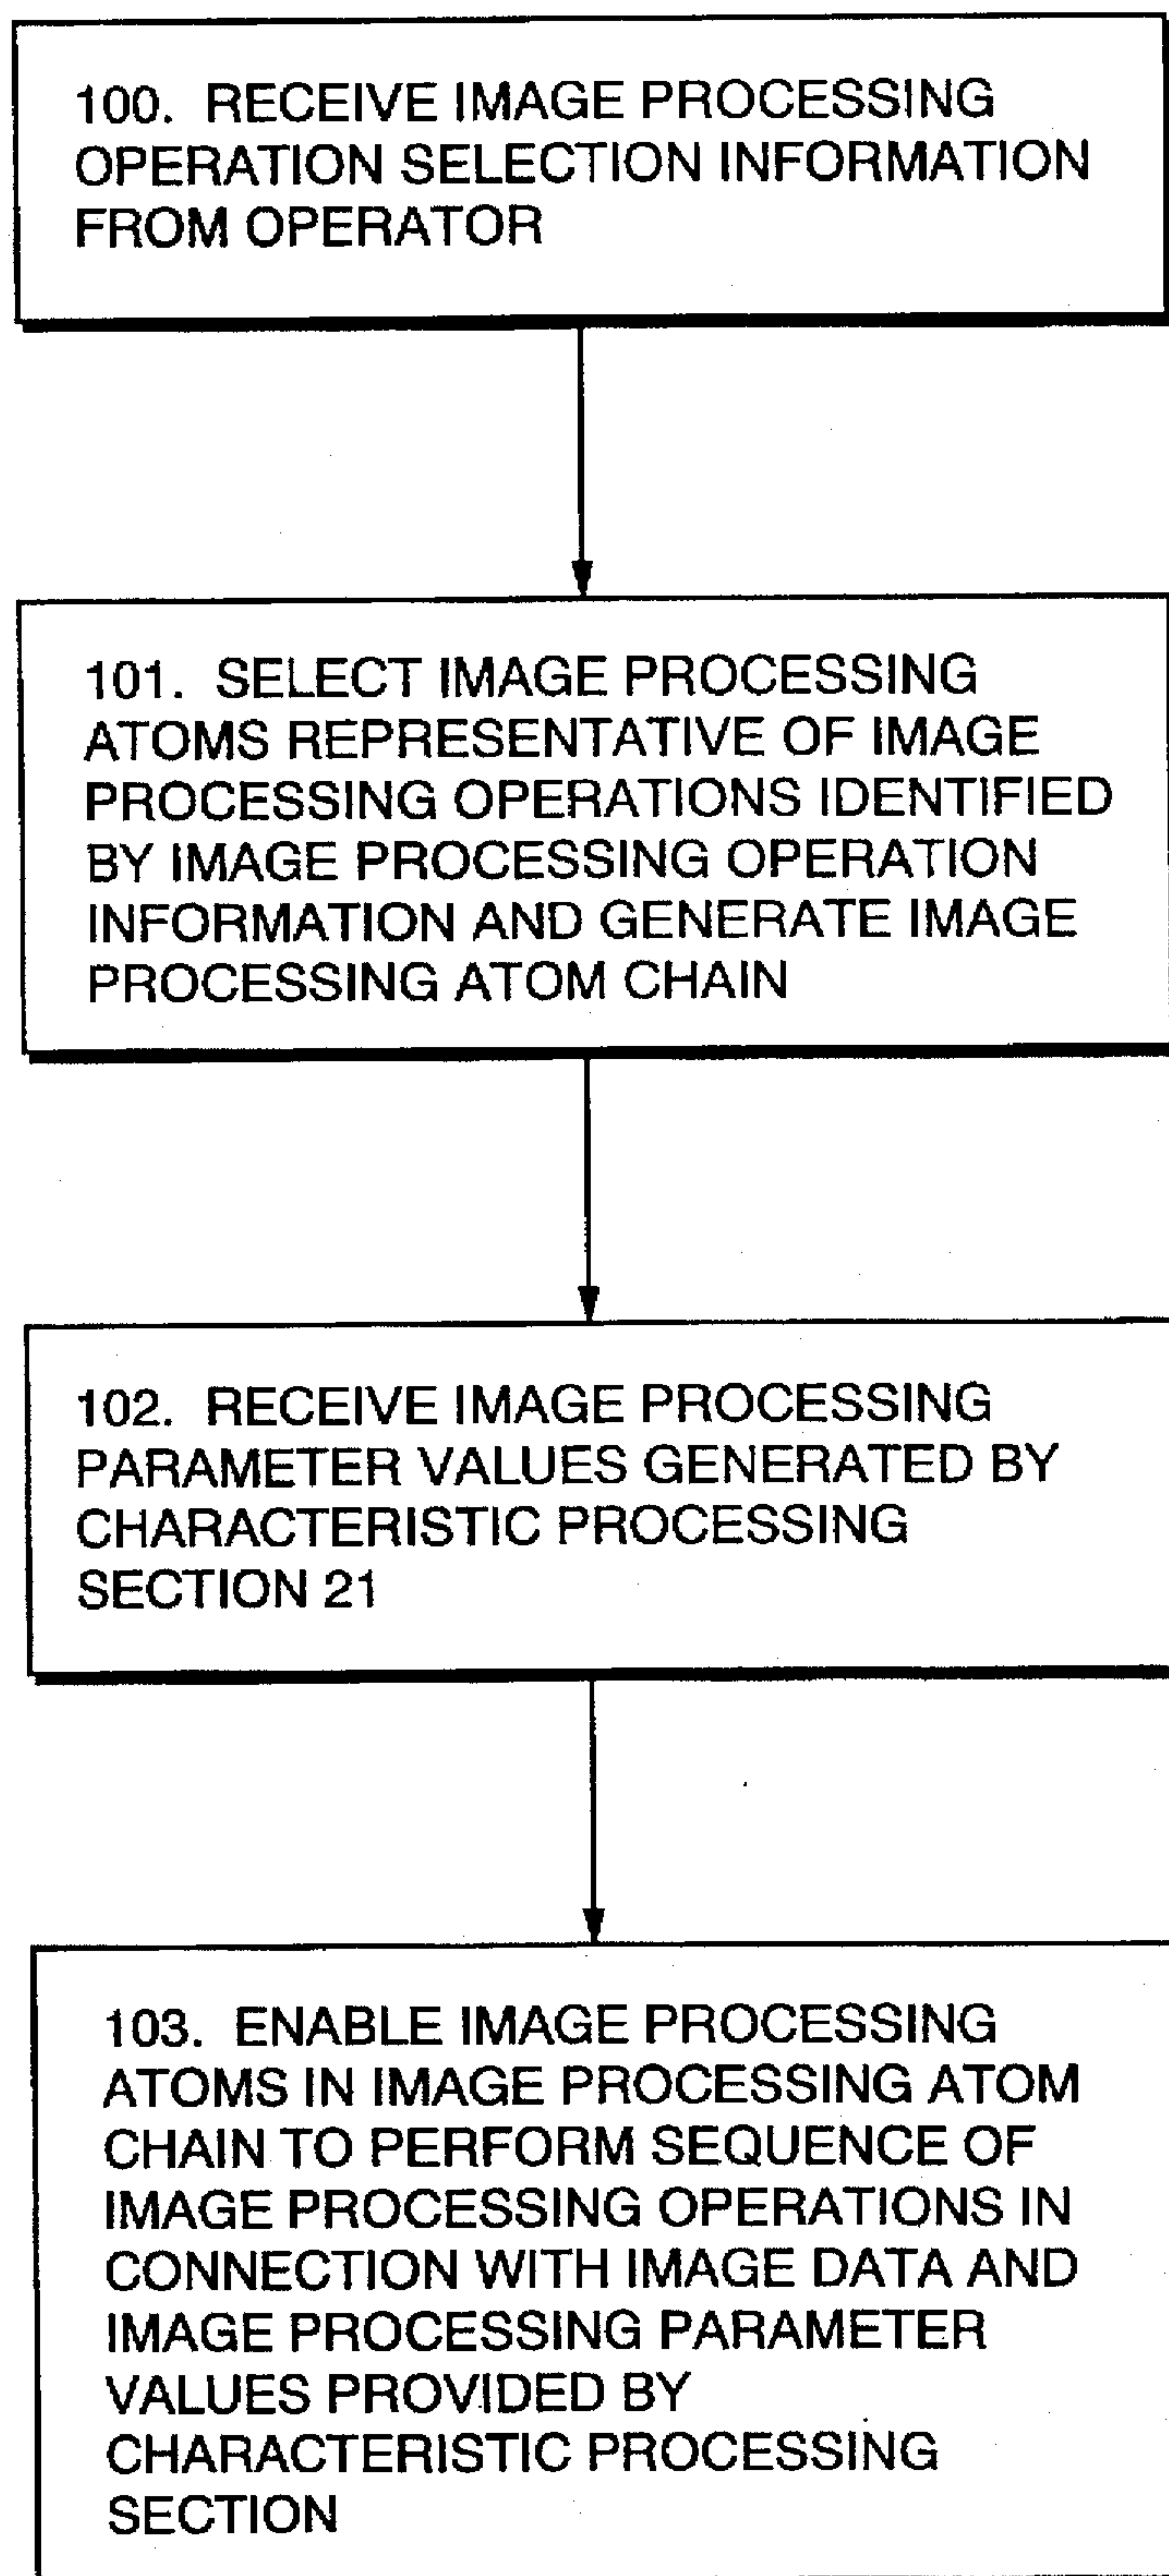 100. RECEIVE IMAGE PROCESSING
OPERATION SELECTION INFORMATION
FROM OPERATOR
101. SELECT IMAGE PROCESSING
ATOMS REPRESENTATIVE OF IMAGE
PROCESSING OPERATIONS IDENTIFIED
BY IMAGE PROCESSING OPERATION
INFORMATION AND GENERATE IMAGE
PROCESSING ATOM CHAIN
102. RECEIVE IMAGE PROCESSING
PARAMETER VALUES GENERATED BY
CHARACTERISTIC PROCESSING
SECTION 21
103. ENABLE IMAGE PROCESSING
ATOMS IN IMAGE PROCESSING ATOM
CHAIN TO PERFORM SEQUENCE OF
IMAGE PROCESSING OPERATIONS IN
CONNECTION WITH IMAGE DATA AND
IMAGE PROCESSING PARAMETER
VALUES PROVIDED BY
CHARACTERISTIC PROCESSING
SECTION